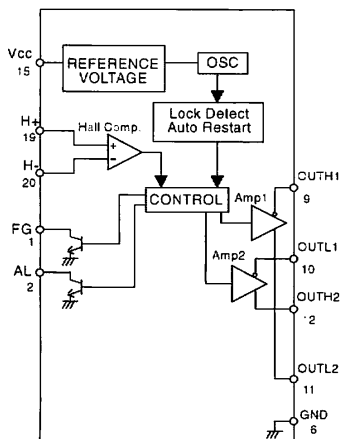 Vcc
15
REFERENCE
VOLTAGE
OSC
H+
19
Hall Comp.
Lock Detect
Auto Restart
H-
20
CONTROL
Amp1
OUTH1
9
FG
1
OUTL1
10
Amp2
AL
2
OUTH2
12
OUTL2
11
GND
6
+
−